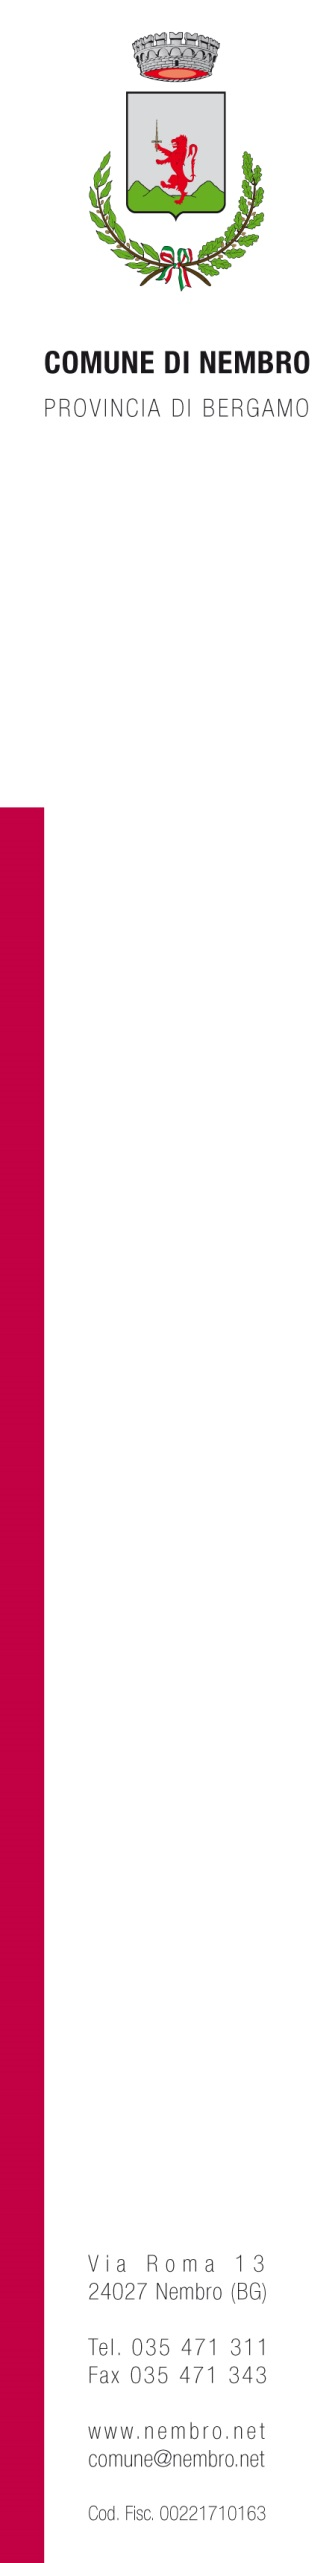 COMUNE DI NEMBRO
PROVINCIA DI BERGAMO
Via Roma 13
24027 Nembro (BG)
Tel. 035 471 311
Fax 035 471 343
www.nembro.net
comune@nembro.net
Cod. Fisc. 00221710163